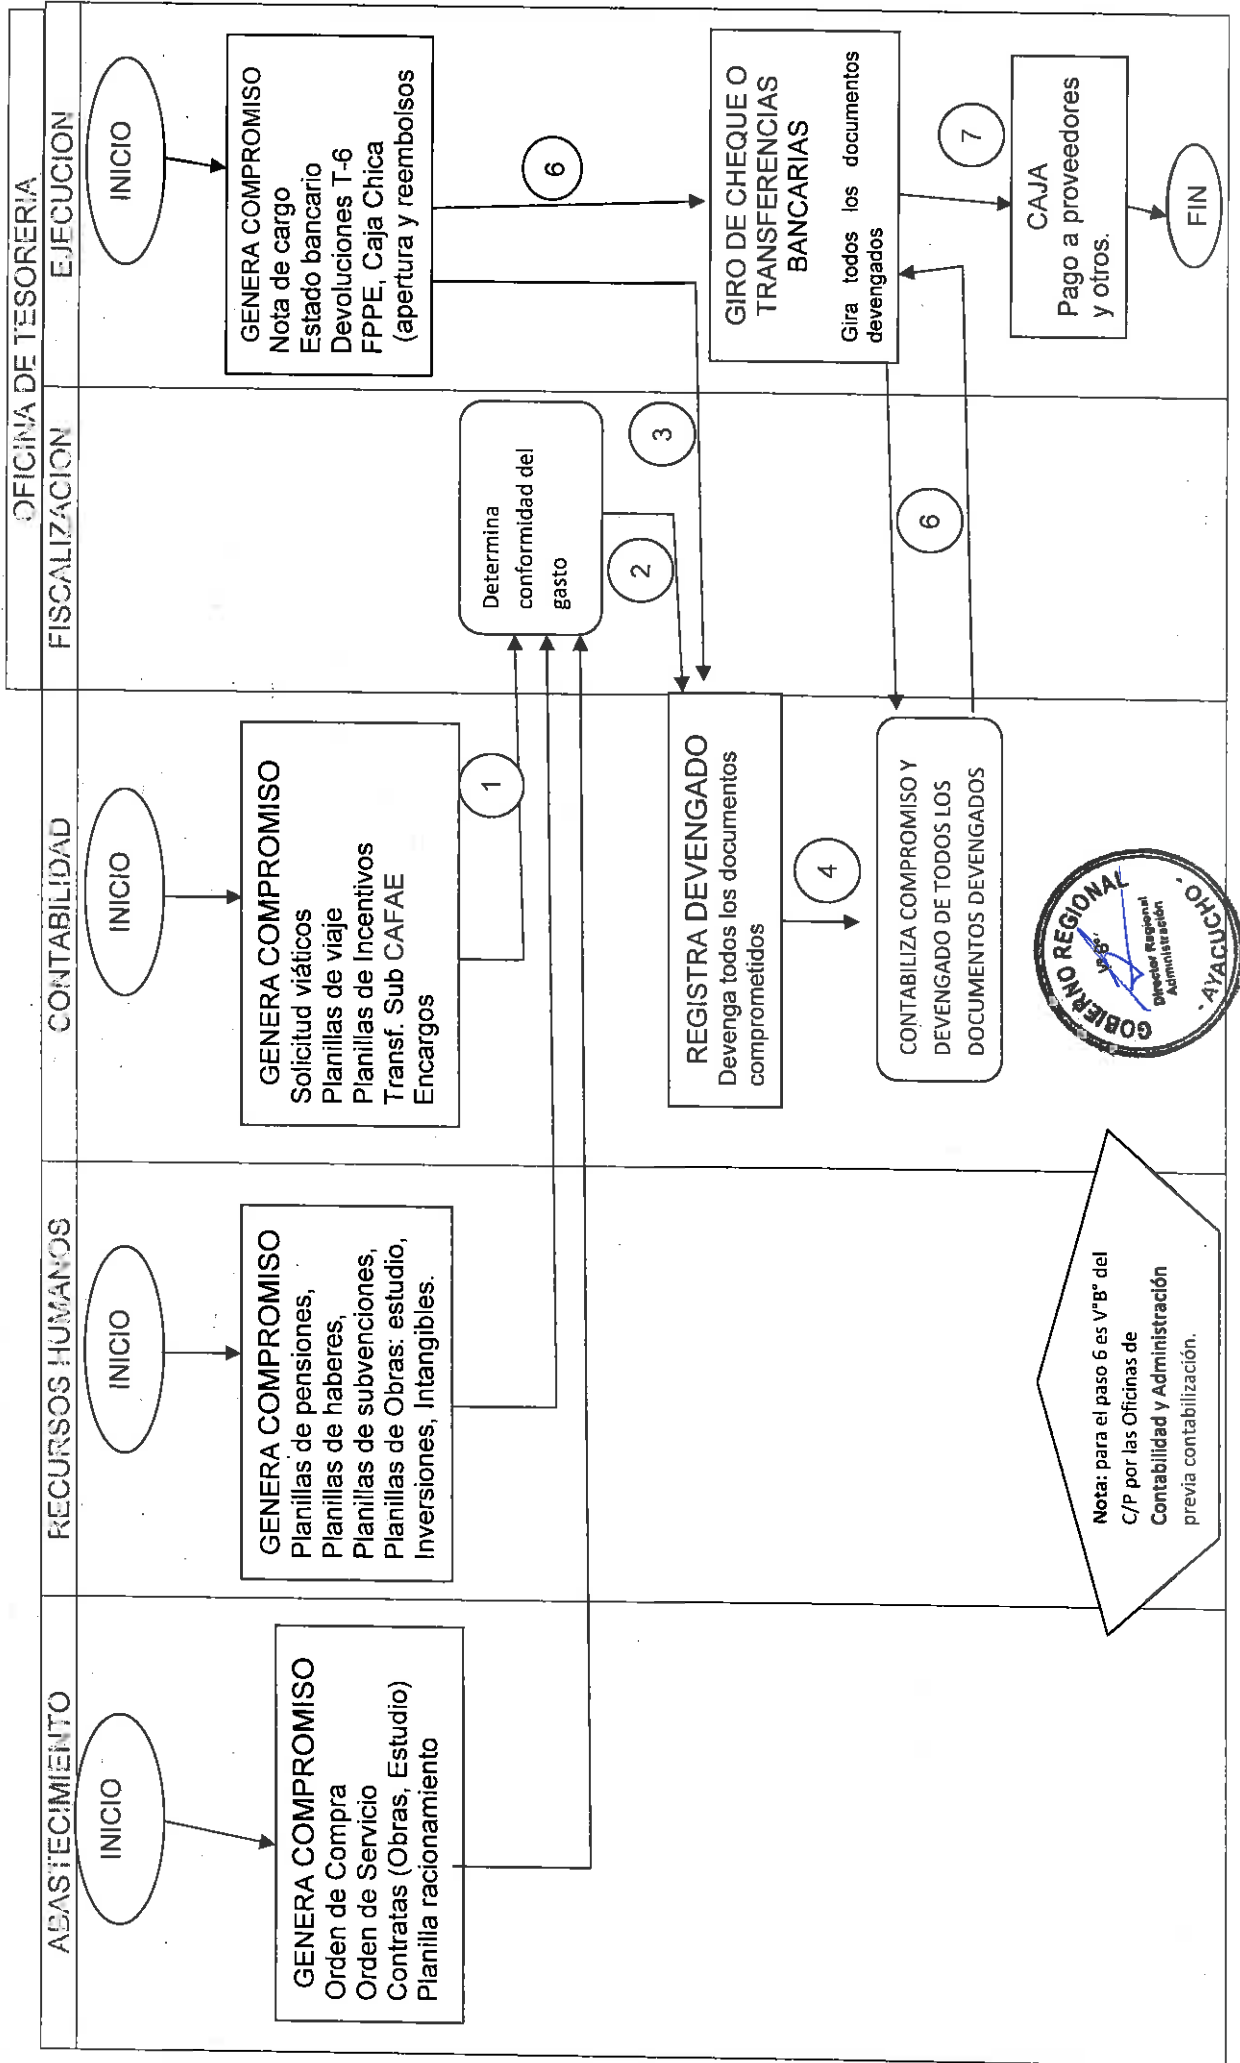 OFICINA DE TESORERIA
ABASTECIMIENTO
RECURSOS HUMANOS
CONTABILIDAD
FISCALIZACION
EJECUCION
INICIO
GENERA COMPROMISO
Orden de Compra
Orden de Servicio
Contratas (Obras, Estudio)
Planilla racionamiento
INICIO
GENERA COMPROMISO
Planillas de pensiones,
Planillas de haberes,
Planillas de subvenciones,
Planillas de Obras: estudio,
Inversiones, Intangibles.
INICIO
GENERA COMPROMISO
Solicitud viáticos
Planillas de viaje
Planillas de Incentivos
Transf. Sub CAFAE
Encargos
1
Determina
conformidad del
gasto
2
3
INICIO
GENERA COMPROMISO
Nota de cargo
Estado bancario
Devoluciones T-6
FPPE, Caja Chica
(apertura y reembolsos
6
REGISTRA DEVENGADO
Devenga todos los documentos
comprometidos
4
CONTABILIZA COMPROMISO Y
DEVENGADO DE TODOS LOS
DOCUMENTOS DEVENGADOS
6
GIRO DE CHEQUE O
TRANSFERENCIAS
BANCARIAS
Gira todos los documentos
devengados
7
CAJA
Pago a proveedores
y otros.
FIN
Nota: para el paso 6 es V°B° del
C/P por las Oficinas de
Contabilidad y Administración
previa contabilización.
GOBIERNO REGIONAL
V°B°
Director Regional
Administración
- AYACUCHO -